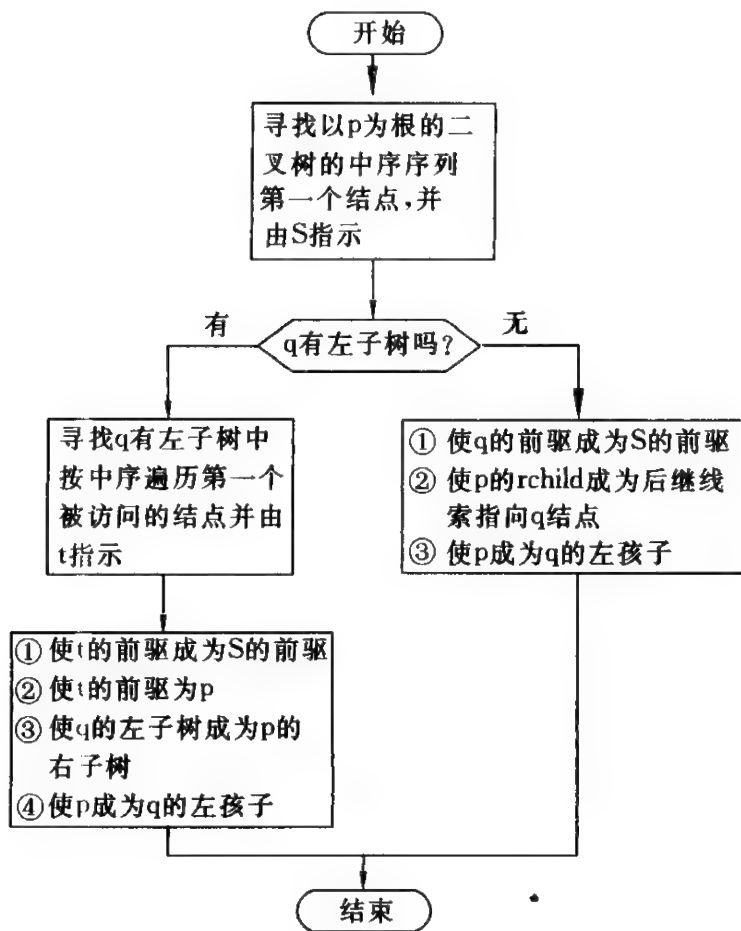 开始
寻找以p为根的二
叉树的中序序列
第一个结点,并
由S指示
有
q有左子树吗?
无
寻找q有左子树中
按中序遍历第一个
被访问的结点并由
t指示
① 使q的前驱成为S的前驱
② 使p的rchild成为后继线
索指向q结点
③ 使p成为q的左孩子
① 使t的前驱成为S的前驱
② 使t的前驱为p
③ 使q的左子树成为p的
右子树
④ 使p成为q的左孩子
结束